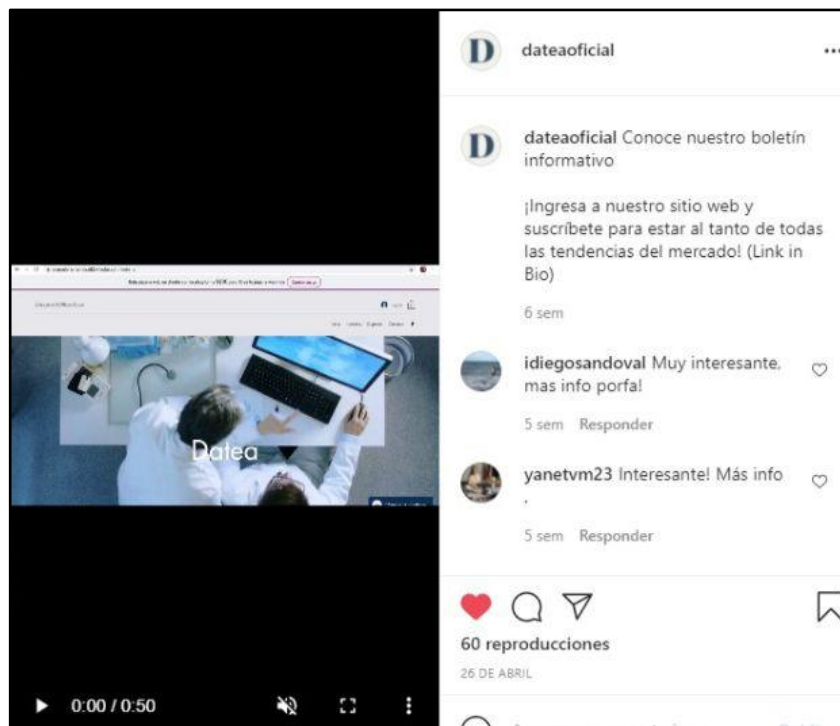 D dateaoficial
D dateaoficial Conoce nuestro boletín
informativo
¡Ingresa a nuestro sitio web y
suscríbete para estar al tanto de todas
las tendencias del mercado! (Link in
Bio)
6 sem
idiegosandoval Muy interesante,
mas info porfa!
5 sem Responder
yanetvm23 Interesante! Más info
.
5 sem Responder
60 reproducciones
26 DE ABRIL
Datea
0:00 / 0:50